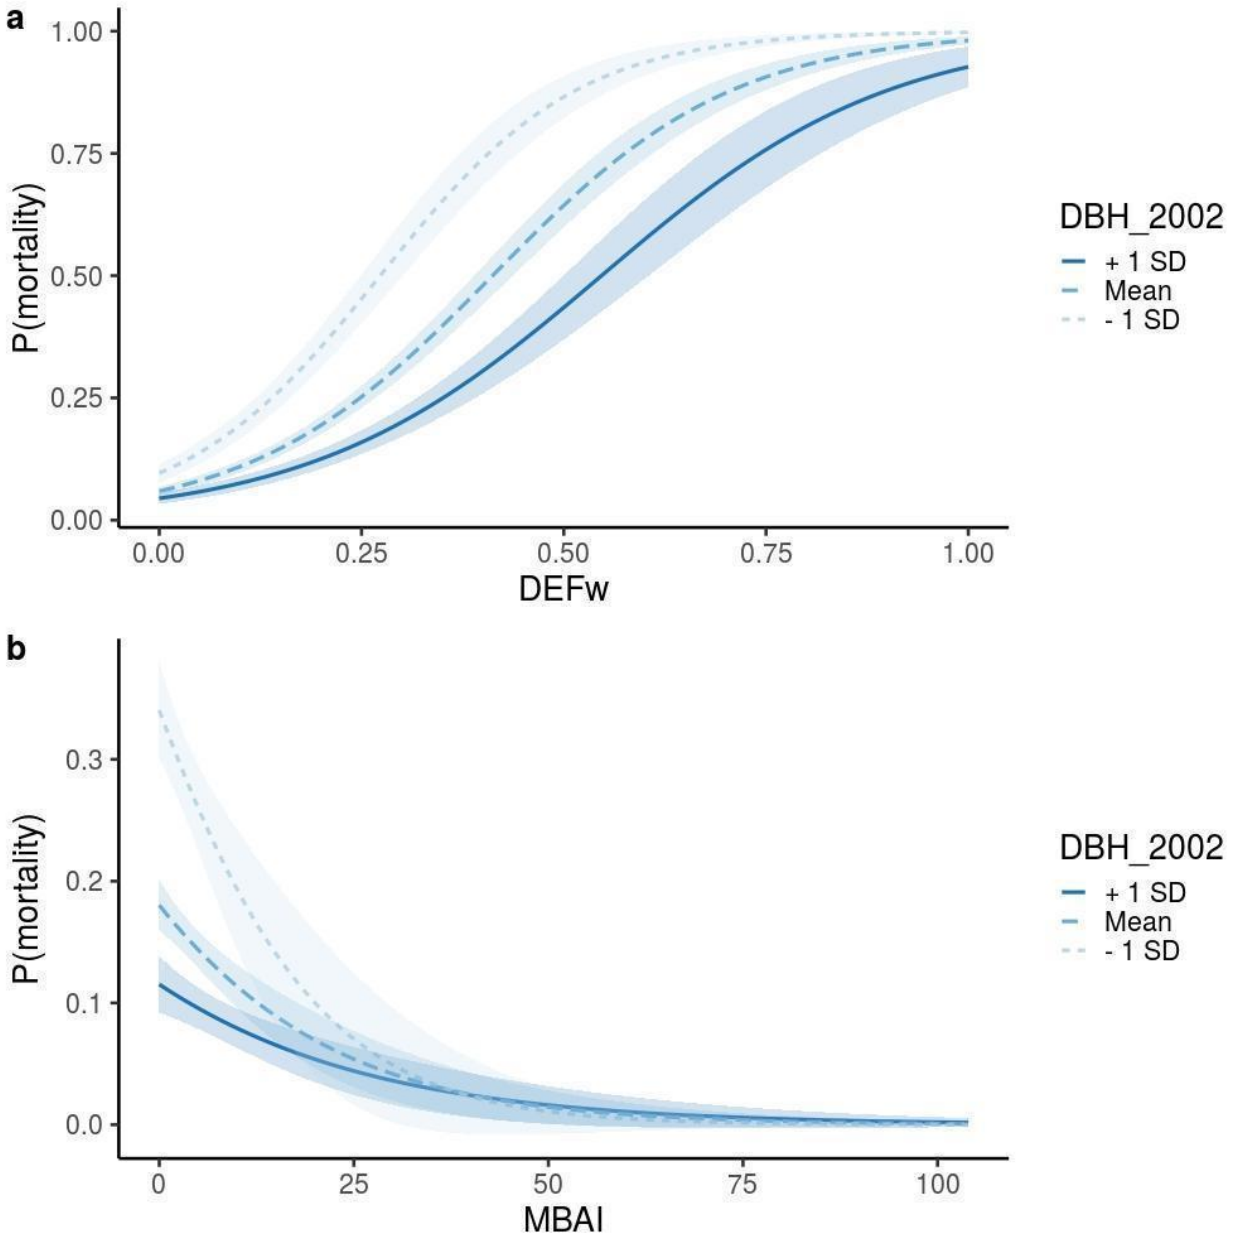 a
1.00
0.75
0.50
0.25
0.00
P(mortality)
0.00 0.25 0.50 0.75 1.00
DEFw
DBH_2002
+ 1 SD
Mean
- 1 SD
b
0.3
0.2
0.1
0.0
P(mortality)
0 25 50 75 100
MBAI
DBH_2002
+ 1 SD
Mean
- 1 SD